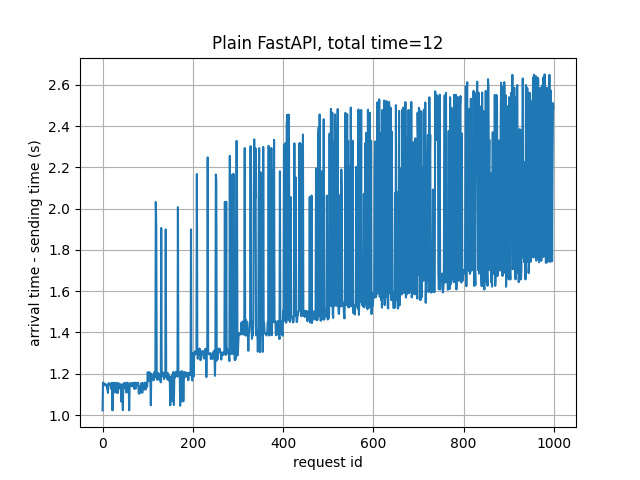 Plain FastAPI, total time=12
2.6
2.4
2.2
2.0
1.8
1.6
1.4
1.2
1.0
arrival time - sending time (s)
0 200 400 600 800 1000
request id